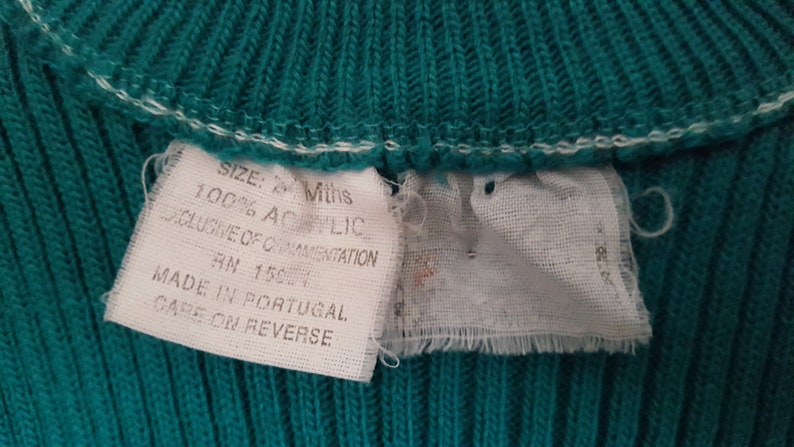 SIZE: Mths
100% ACRYLIC
EXCLUSIVE OF ORNAMENTATION
RN
MADE IN PORTUGAL
CARE ON REVERSE